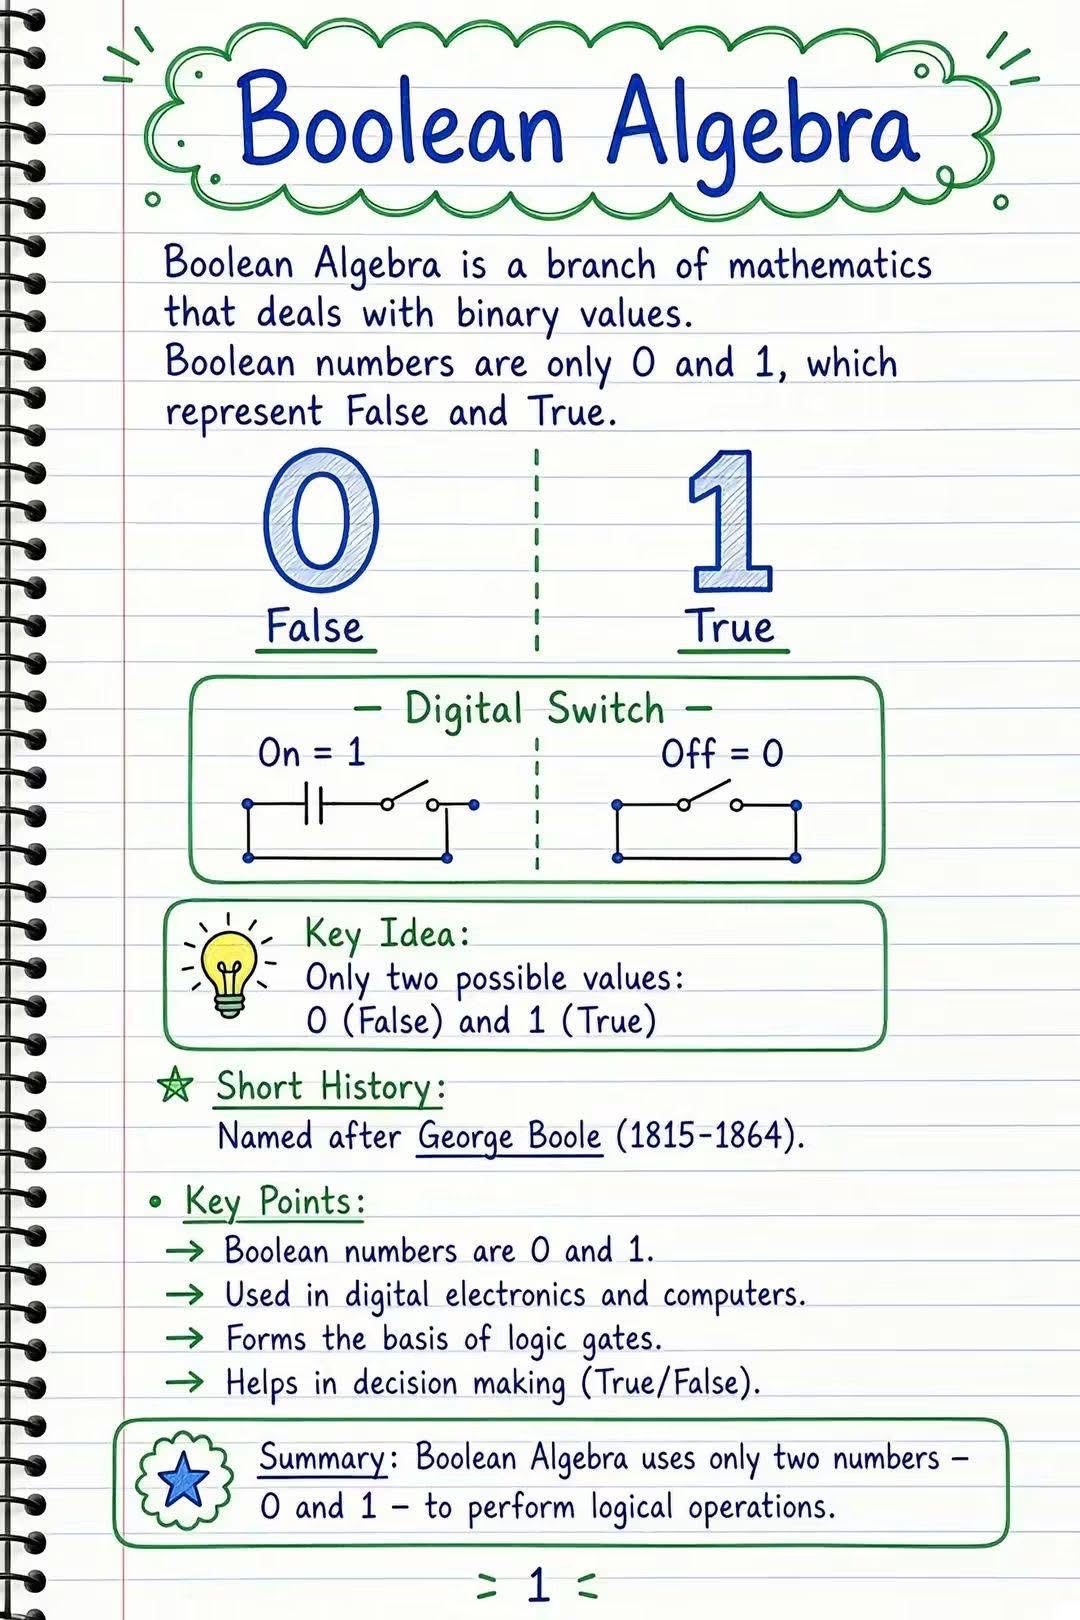 Boolean Algebra
Boolean Algebra is a branch of mathematics
that deals with binary values.
Boolean numbers are only 0 and 1, which
represent False and True.
0
False
1
True
– Digital Switch –
On = 1
Off = 0
Key Idea:
Only two possible values:
0 (False) and 1 (True)
Short History:
Named after George Boole (1815-1864).
• Key Points:
→ Boolean numbers are 0 and 1.
→ Used in digital electronics and computers.
→ Forms the basis of logic gates.
→ Helps in decision making (True/False).
Summary: Boolean Algebra uses only two numbers –
0 and 1 – to perform logical operations.
1